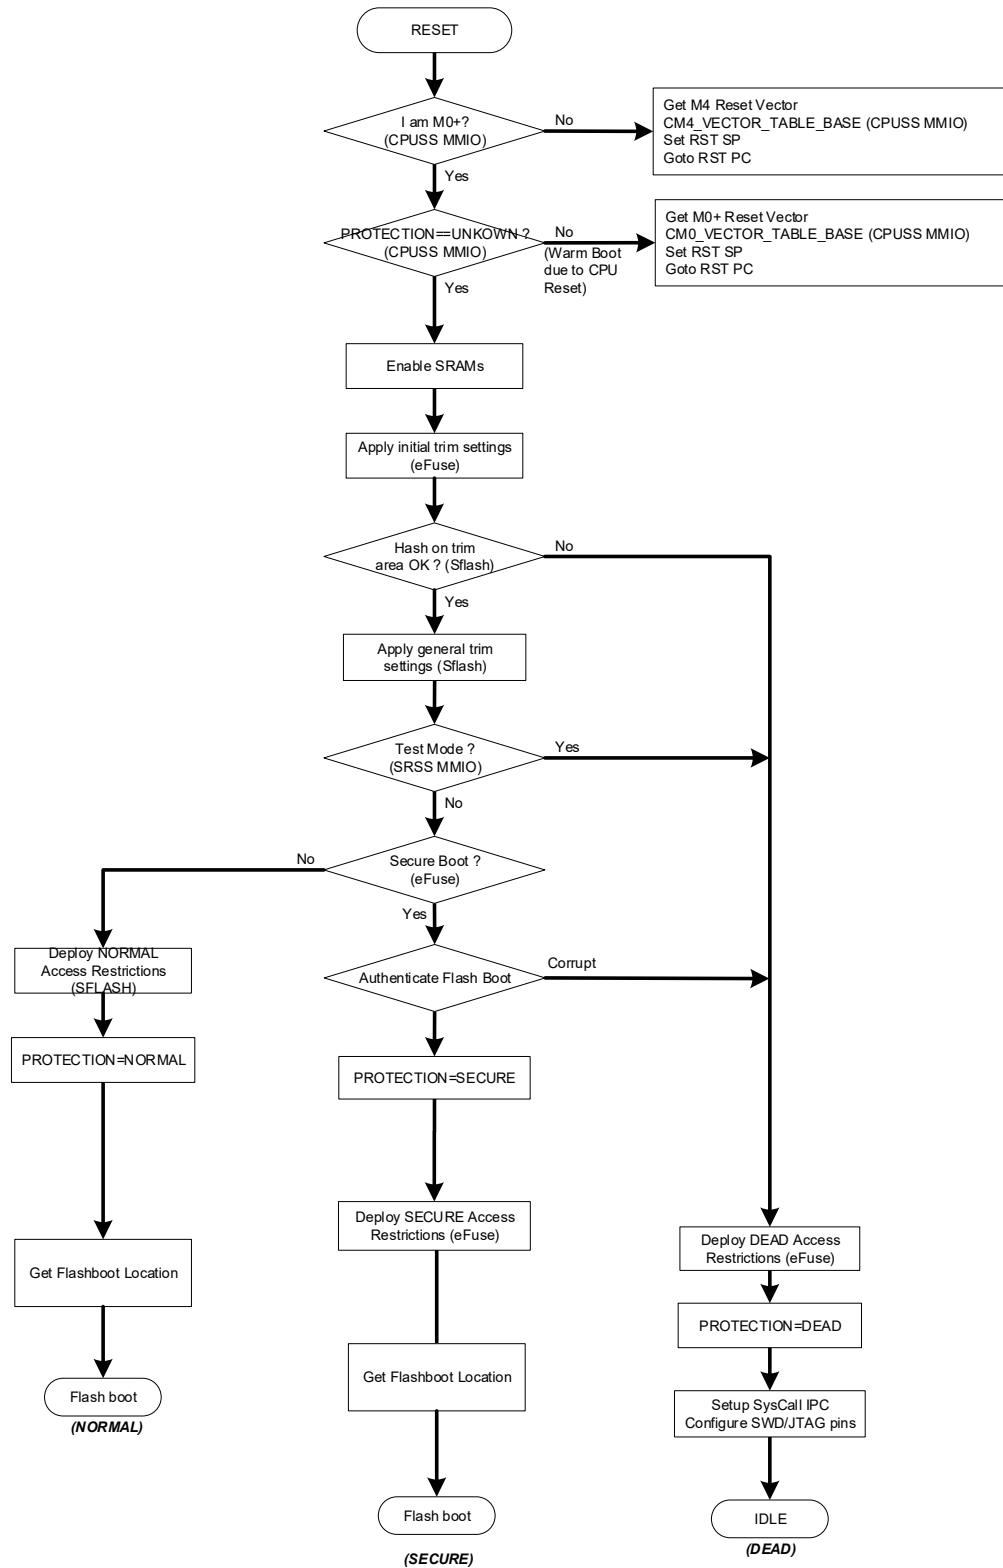 RESET
I am M0+?
(CPUSS MMIO)
No
Get M4 Reset Vector
CM4_VECTOR_TABLE_BASE (CPUSS MMIO)
Set RST SP
Goto RST PC
Yes
PROTECTION==UNKOWN ?
(CPUSS MMIO)
No
(Warm Boot
due to CPU
Reset)
Get M0+ Reset Vector
CM0_VECTOR_TABLE_BASE (CPUSS MMIO)
Set RST SP
Goto RST PC
Yes
Enable SRAMs
Apply initial trim settings
(eFuse)
Hash on trim
area OK ? (Sflash)
No
Yes
Apply general trim
settings (Sflash)
Test Mode ?
(SRSS MMIO)
Yes
No
Secure Boot ?
(eFuse)
No
Yes
Deploy NORMAL
Access Restrictions
(SFLASH)
Authenticate Flash Boot
Corrupt
PROTECTION=NORMAL
PROTECTION=SECURE
Deploy SECURE Access
Restrictions (eFuse)
Deploy DEAD Access
Restrictions (eFuse)
Get Flashboot Location
PROTECTION=DEAD
Get Flashboot Location
Setup SysCall IPC
Configure SWD/JTAG pins
Flash boot
(NORMAL)
Flash boot
(SECURE)
IDLE
(DEAD)